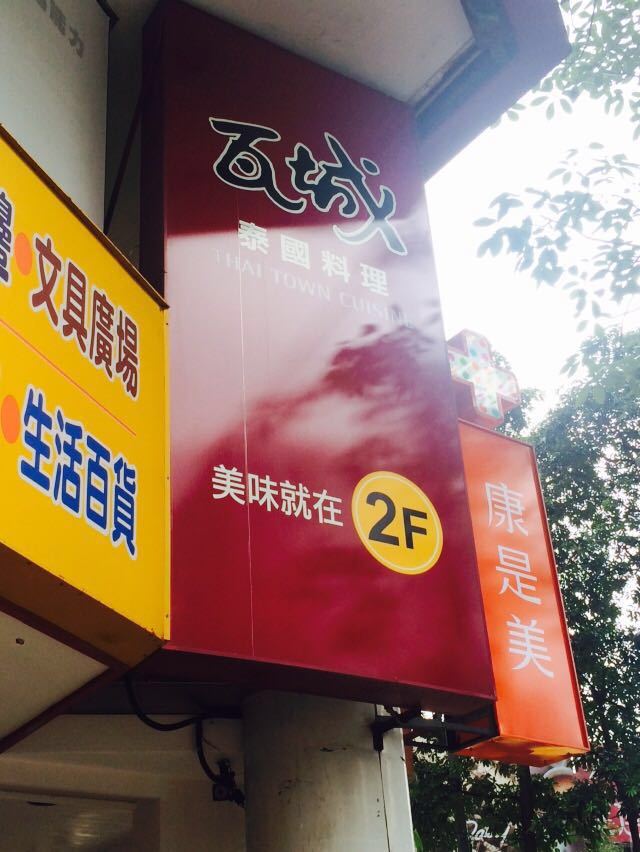 瓦城
泰國料理
THAI TOWN CUISINE
美味就在 2F
文具廣場
生活百貨
康是美